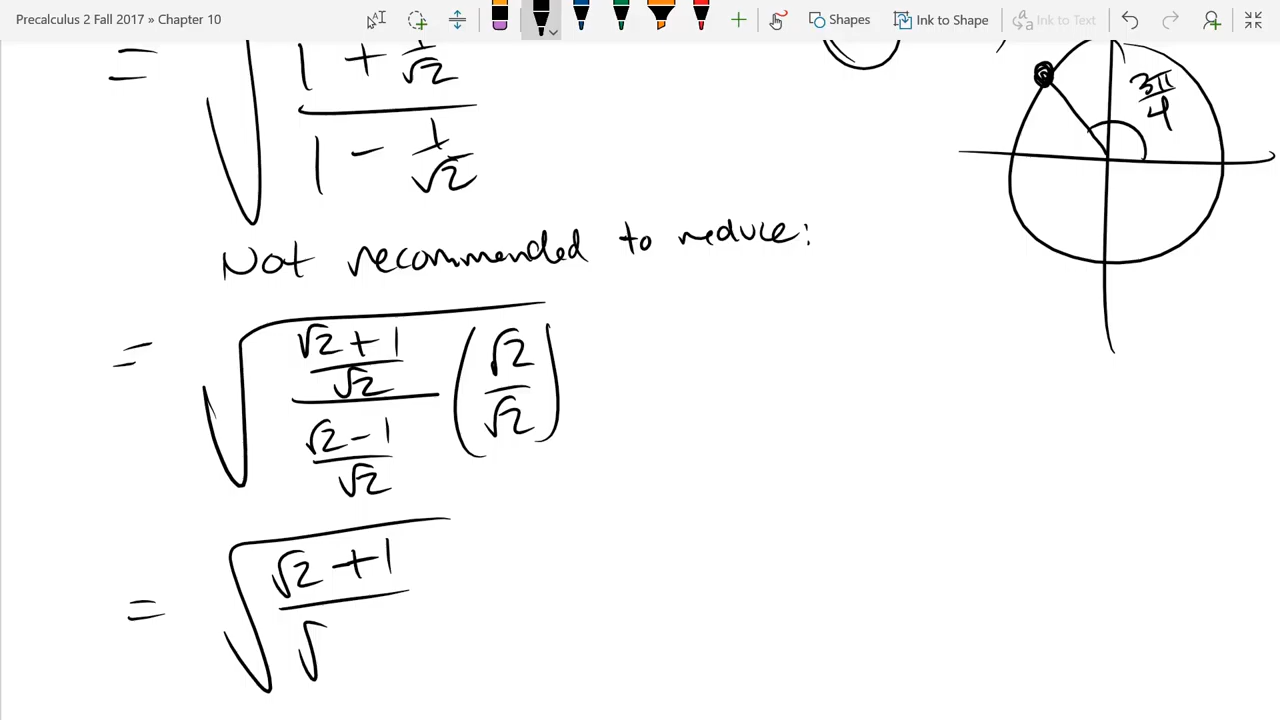 Precalculus 2 Fall 2017 » Chapter 10
Shapes
Ink to Shape
Ink to Text
= √((1 + 1/√2)/(1 - 1/√2))
3π/4
Not recommended to reduce:
= √(((√2 + 1)/√2)/((√2 - 1)/√2) (√2/√2))
= √((√2 + 1)/√